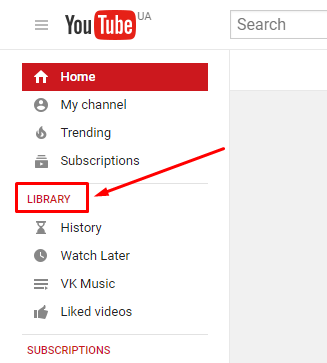 YouTube UA
Search
Home
My channel
Trending
Subscriptions
LIBRARY
History
Watch Later
VK Music
Liked videos
SUBSCRIPTIONS